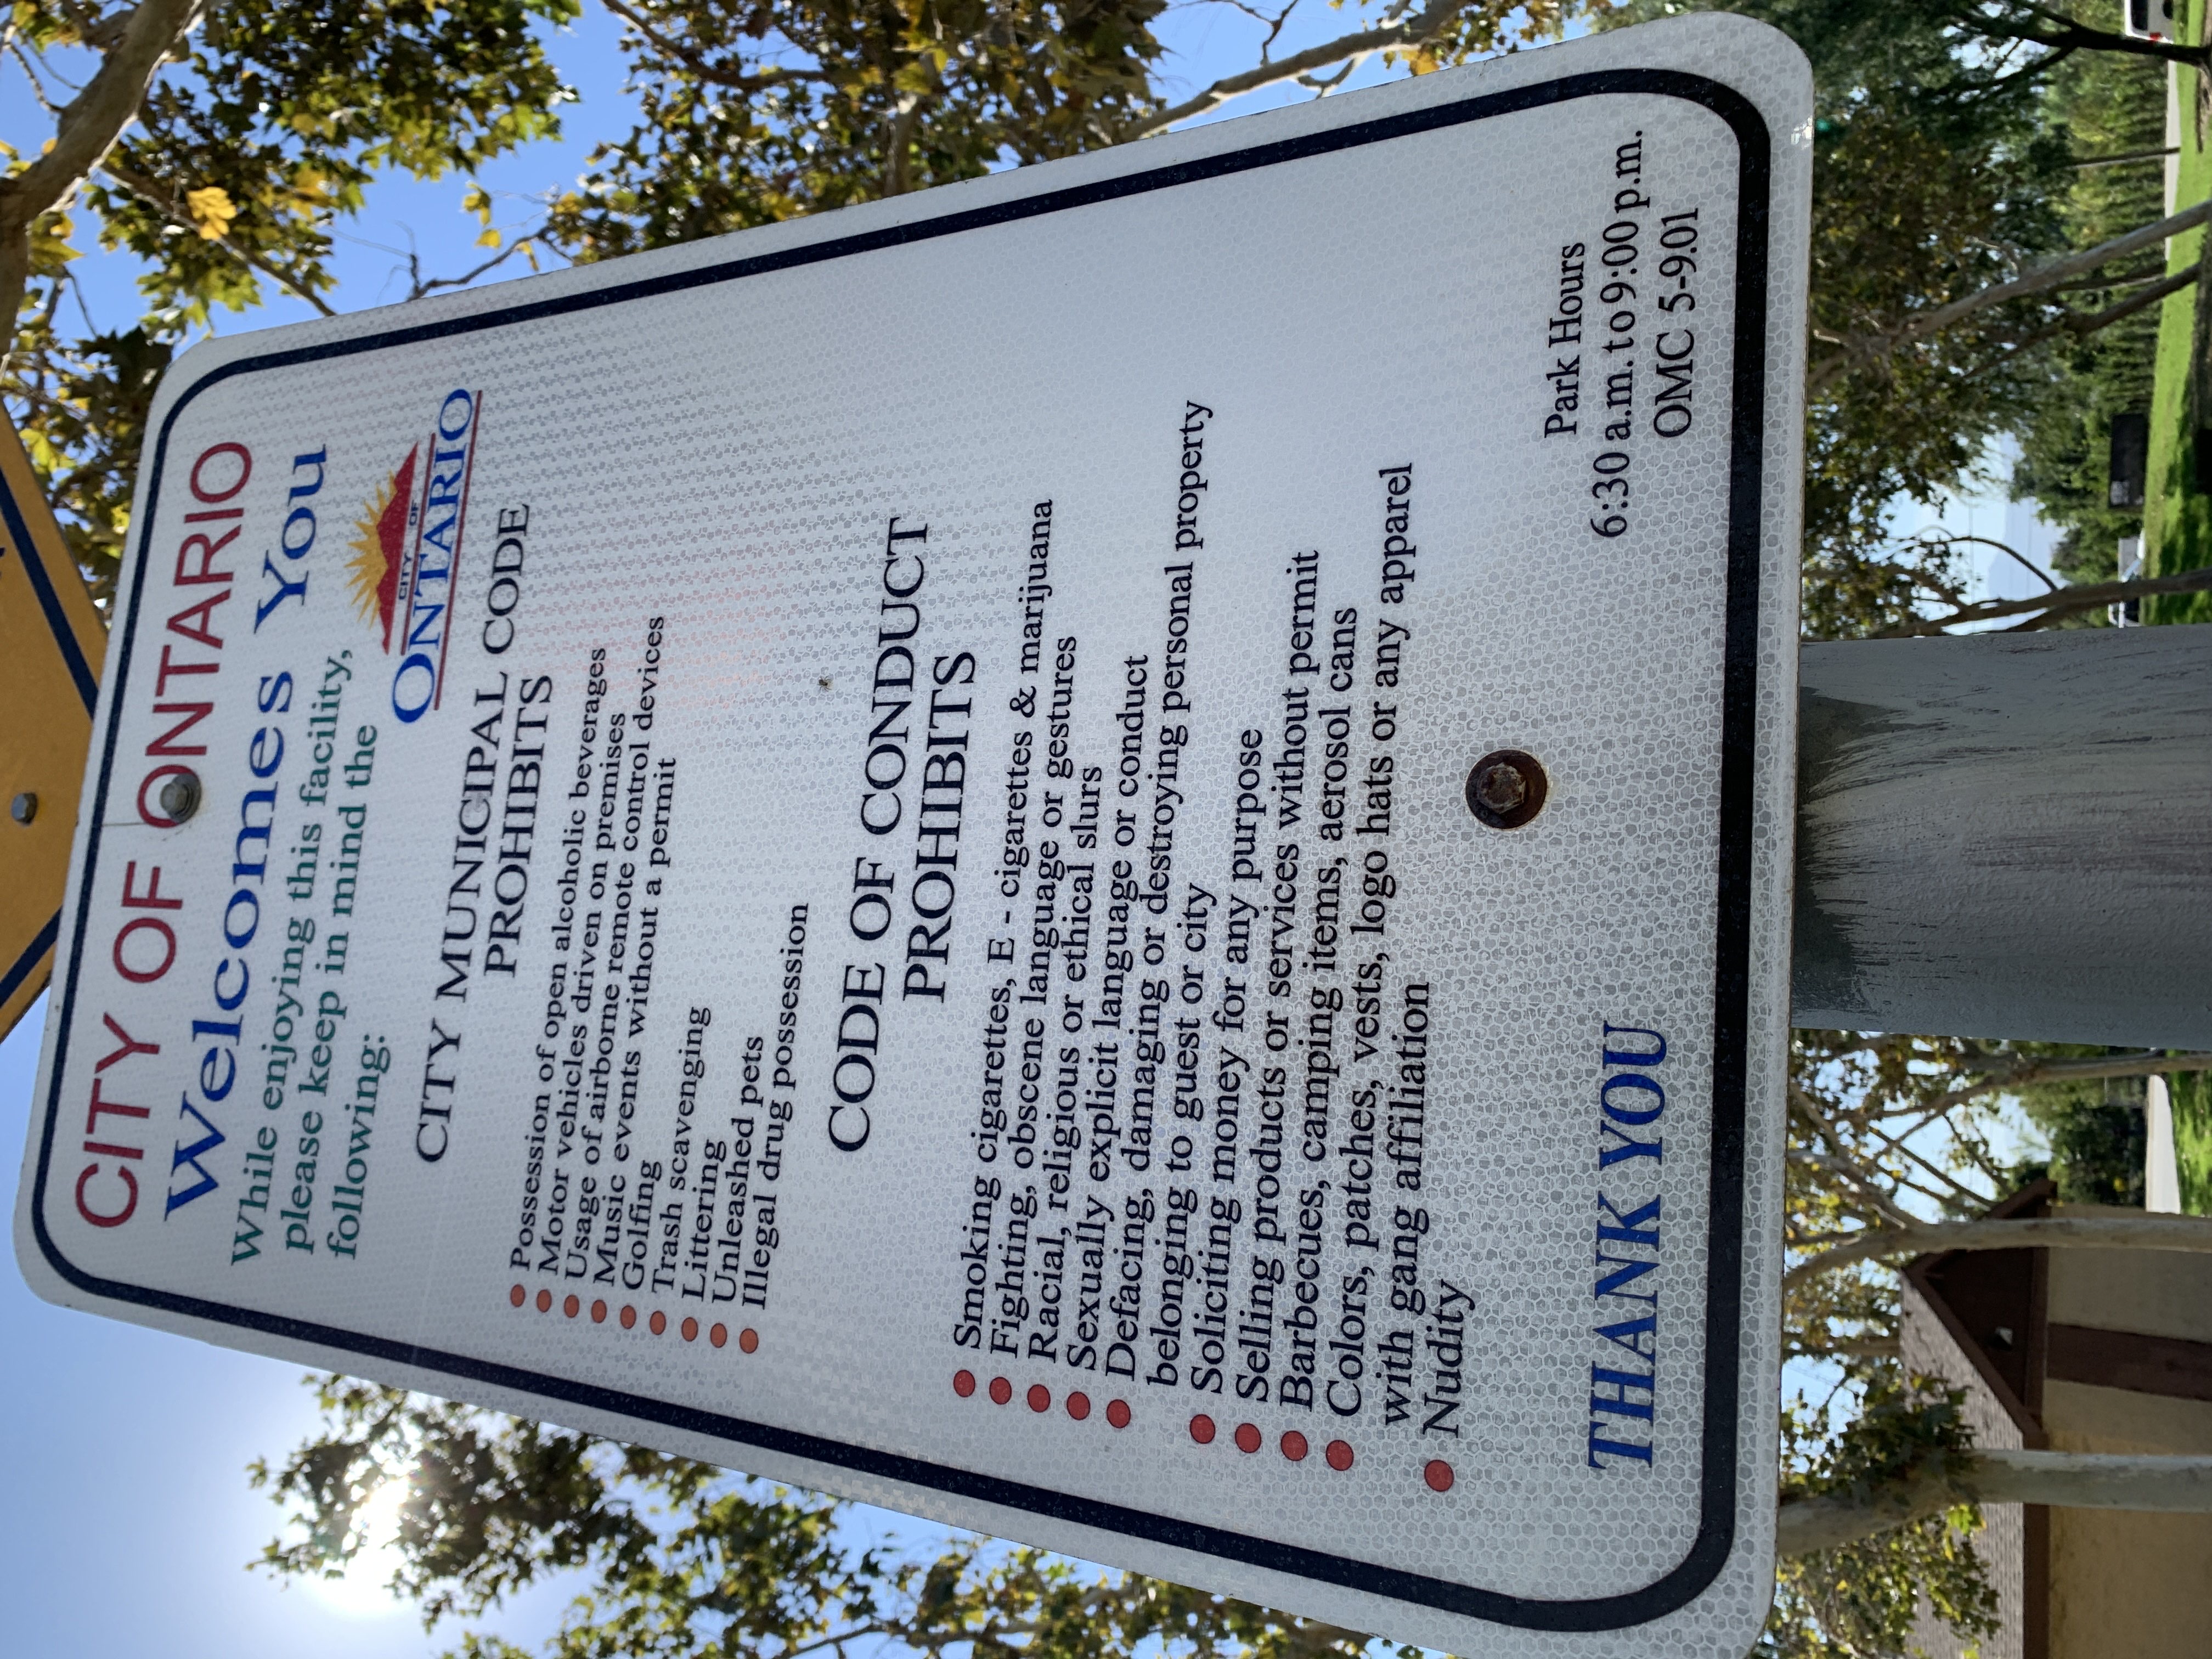 CITY OF ONTARIO
Welcomes You
While enjoying this facility,
please keep in mind the
following:
CITY OF
ONTARIO
CITY MUNICIPAL CODE
PROHIBITS
Possession of open alcoholic beverages
Motor vehicles driven on premises
Usage of airborne remote control devices
Music events without a permit
Golfing
Trash scavenging
Littering
Unleashed pets
Illegal drug possession
CODE OF CONDUCT
PROHIBITS
Smoking cigarettes, E - cigarettes & marijuana
Fighting, obscene language or gestures
Racial, religious or ethical slurs
Sexually explicit language or conduct
Defacing, damaging or destroying personal property
belonging to guest or city
Soliciting money for any purpose
Selling products or services without permit
Barbecues, camping items, aerosol cans
Colors, patches, vests, logo hats or any apparel
with gang affiliation
Nudity
Park Hours
6:30 a.m. to 9:00 p.m.
OMC 5-9.01
THANK YOU